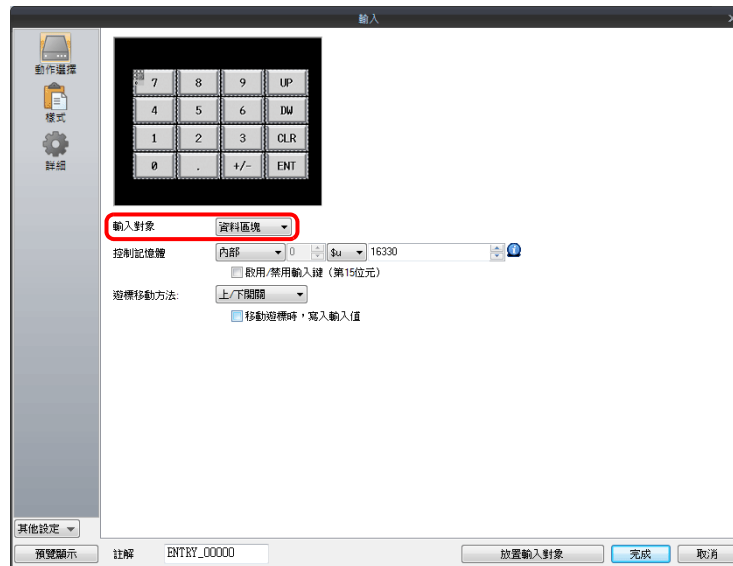 輸入
動作選擇
樣式
詳細
7 8 9 UP
4 5 6 DW
1 2 3 CLR
0 . +/- ENT
輸入對象 資料區塊
控制記憶體 內部 0 $u 16330
啟用/禁用輸入鍵（第15位元）
遊標移動方法: 上/下開關
移動遊標時，寫入輸入值
其他設定
預覽顯示 註解 ENTRY_00000 放置輸入對象 完成 取消